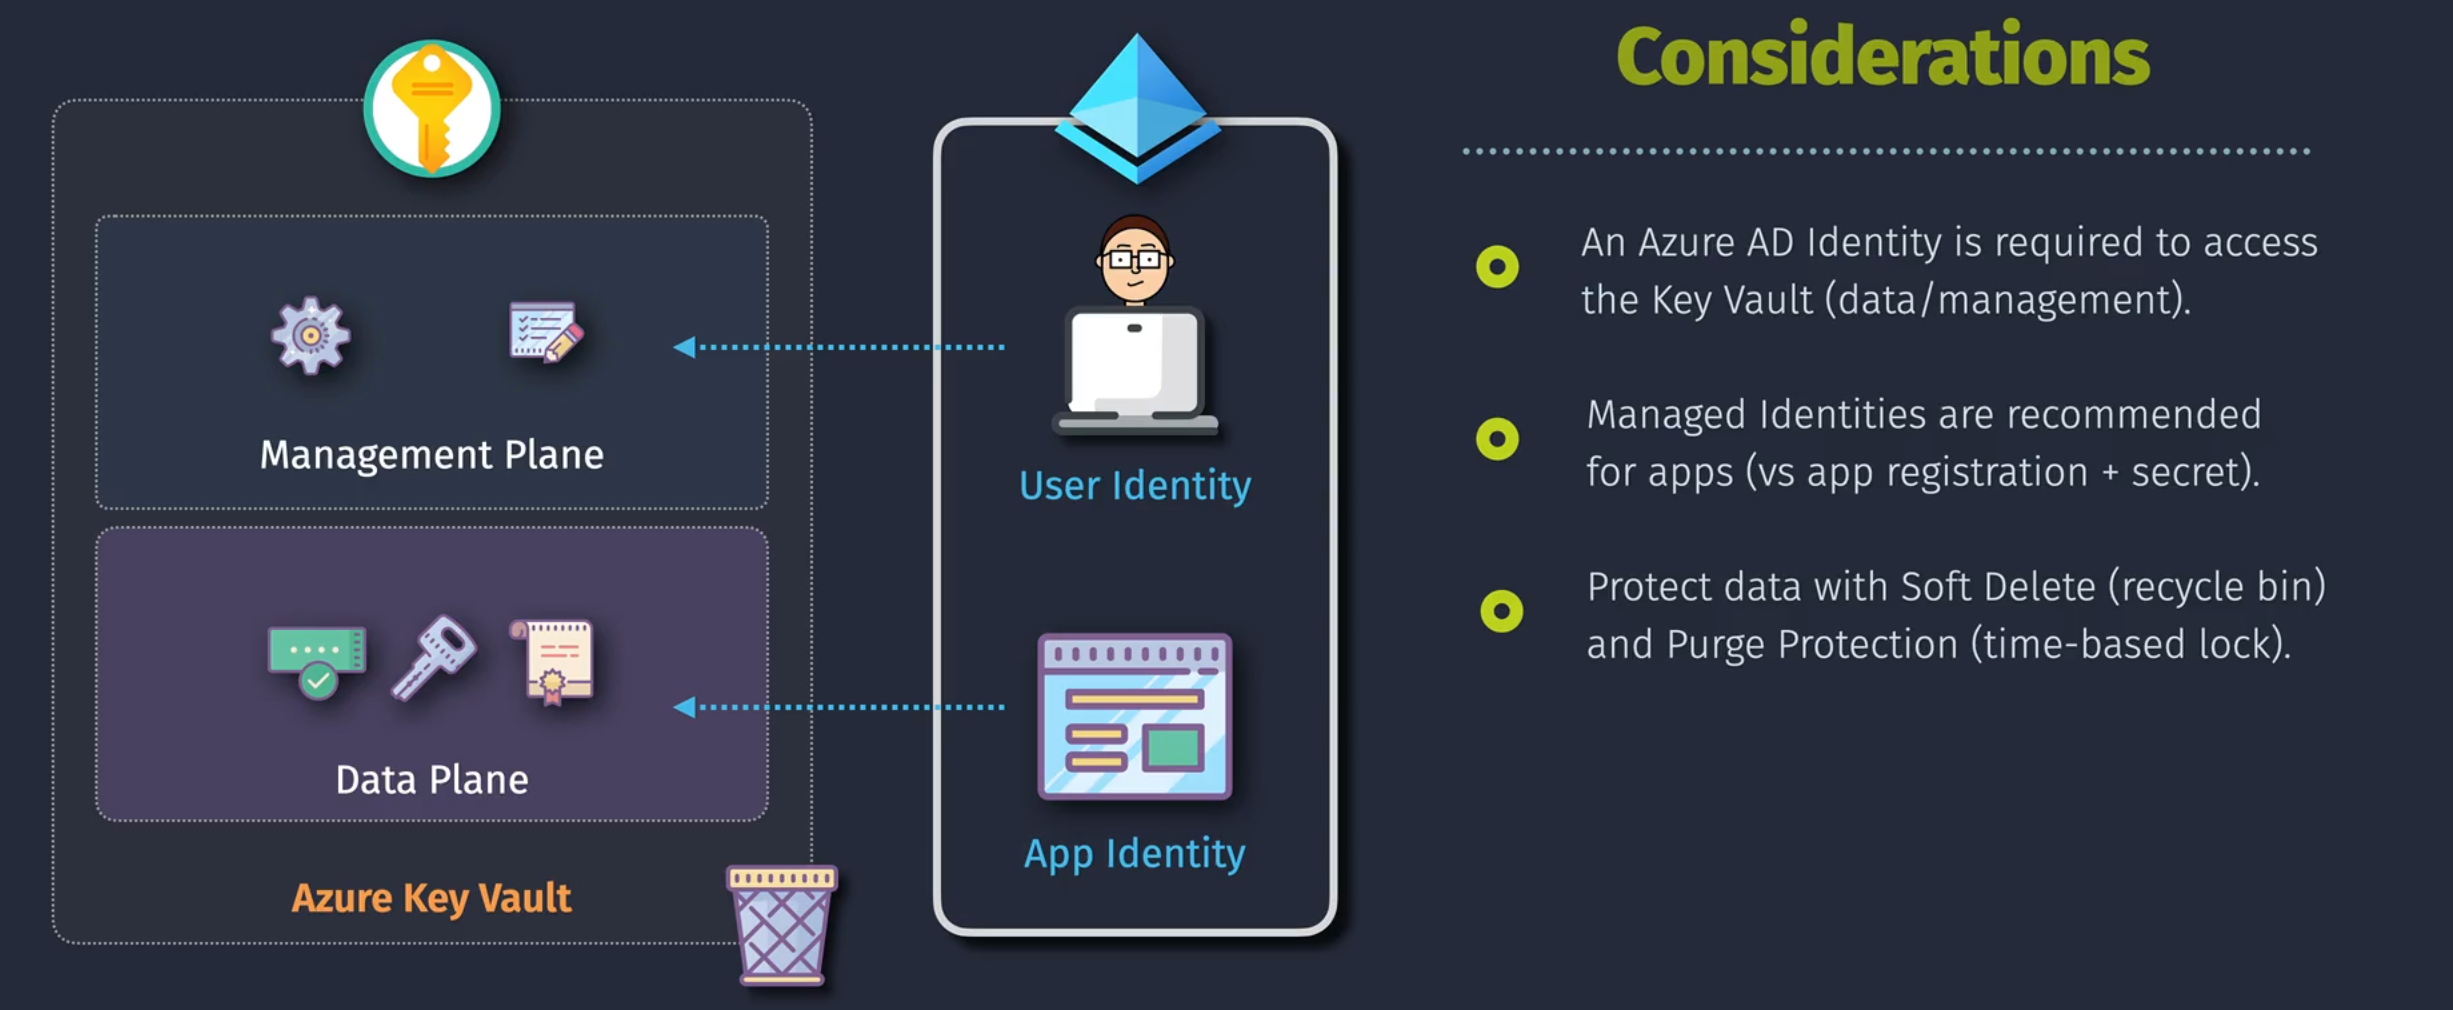 Considerations
An Azure AD Identity is required to access
the Key Vault (data/management).
Managed Identities are recommended
for apps (vs app registration + secret).
Protect data with Soft Delete (recycle bin)
and Purge Protection (time-based lock).
Management Plane
Data Plane
Azure Key Vault
User Identity
App Identity